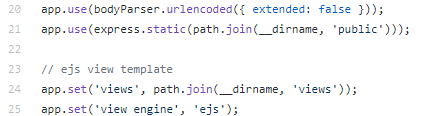 20 app.use(bodyParser.urlencoded({ extended: false }));
21 app.use(express.static(path.join(__dirname, 'public')));
22
23 // ejs view template
24 app.set('views', path.join(__dirname, 'views'));
25 app.set('view engine', 'ejs');